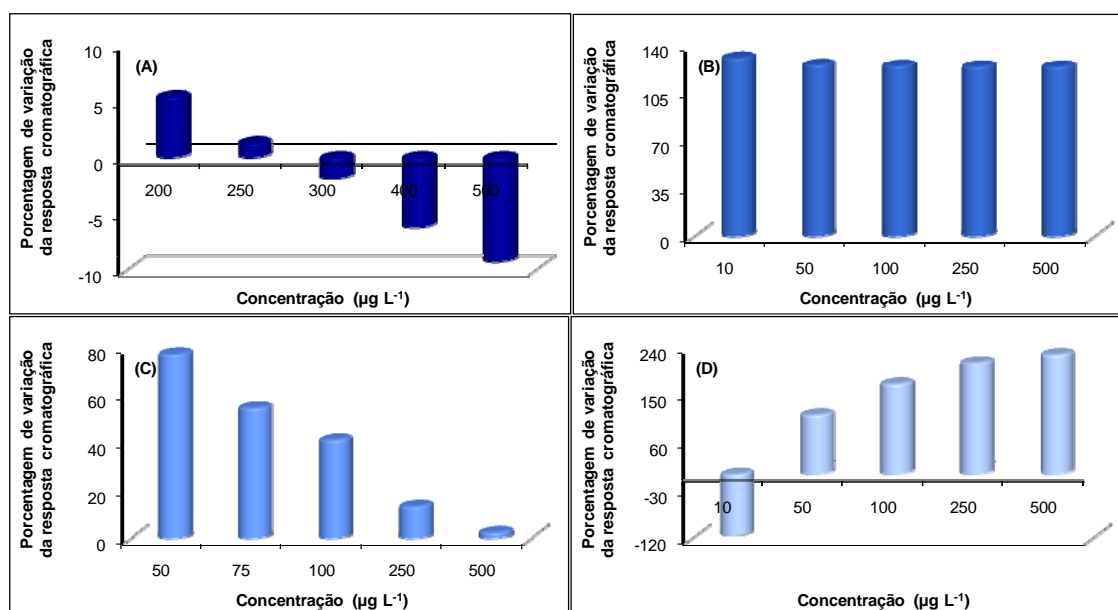 Porcentagem de variação
da resposta cromatográfica
(A)
10
5
0
-5
-10
200 250 300 400 500
Concentração (µg L-1)
Porcentagem de variação
da resposta cromatográfica
(B)
140
105
70
35
0
10 50 100 250 500
Concentração (µg L-1)
Porcentagem de variação
da resposta cromatográfica
(C)
80
60
40
20
0
50 75 100 250 500
Concentração (µg L-1)
Porcentagem de variação
da resposta cromatográfica
(D)
240
150
60
-30
-120
10 50 100 250 500
Concentração (µg L-1)